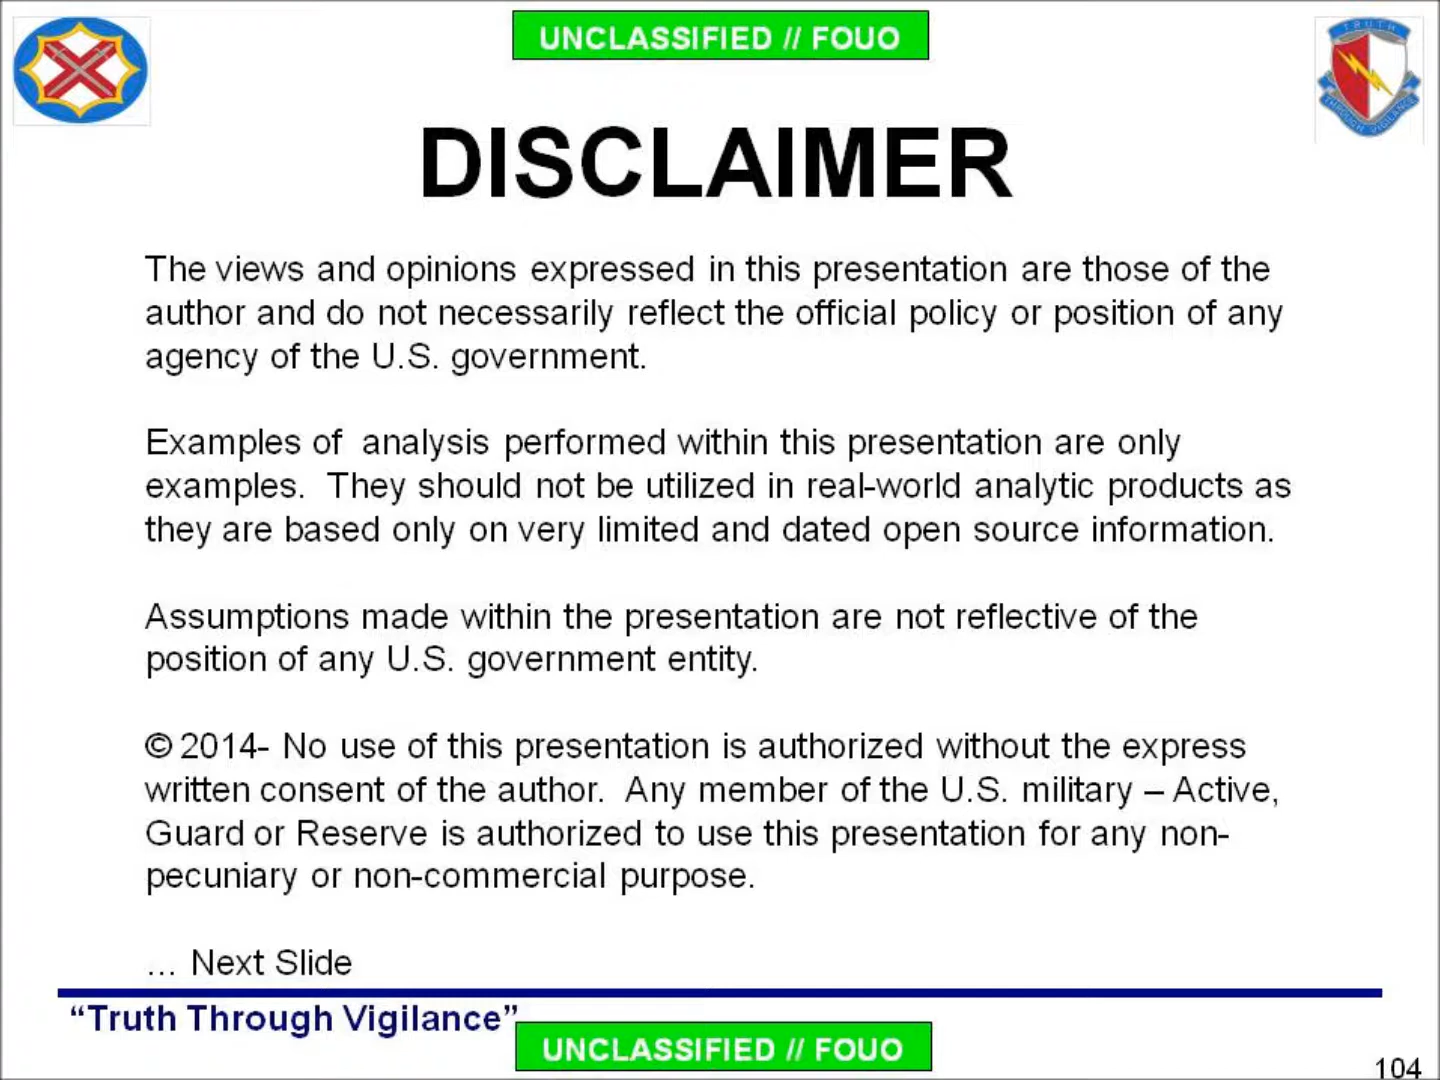 UNCLASSIFIED // FOUO
TRUTH
THROUGH VIGILANCE
DISCLAIMER
The views and opinions expressed in this presentation are those of the
author and do not necessarily reflect the official policy or position of any
agency of the U.S. government.
Examples of analysis performed within this presentation are only
examples. They should not be utilized in real-world analytic products as
they are based only on very limited and dated open source information.
Assumptions made within the presentation are not reflective of the
position of any U.S. government entity.
© 2014- No use of this presentation is authorized without the express
written consent of the author. Any member of the U.S. military – Active,
Guard or Reserve is authorized to use this presentation for any non-
pecuniary or non-commercial purpose.
... Next Slide
“Truth Through Vigilance”
UNCLASSIFIED // FOUO
104